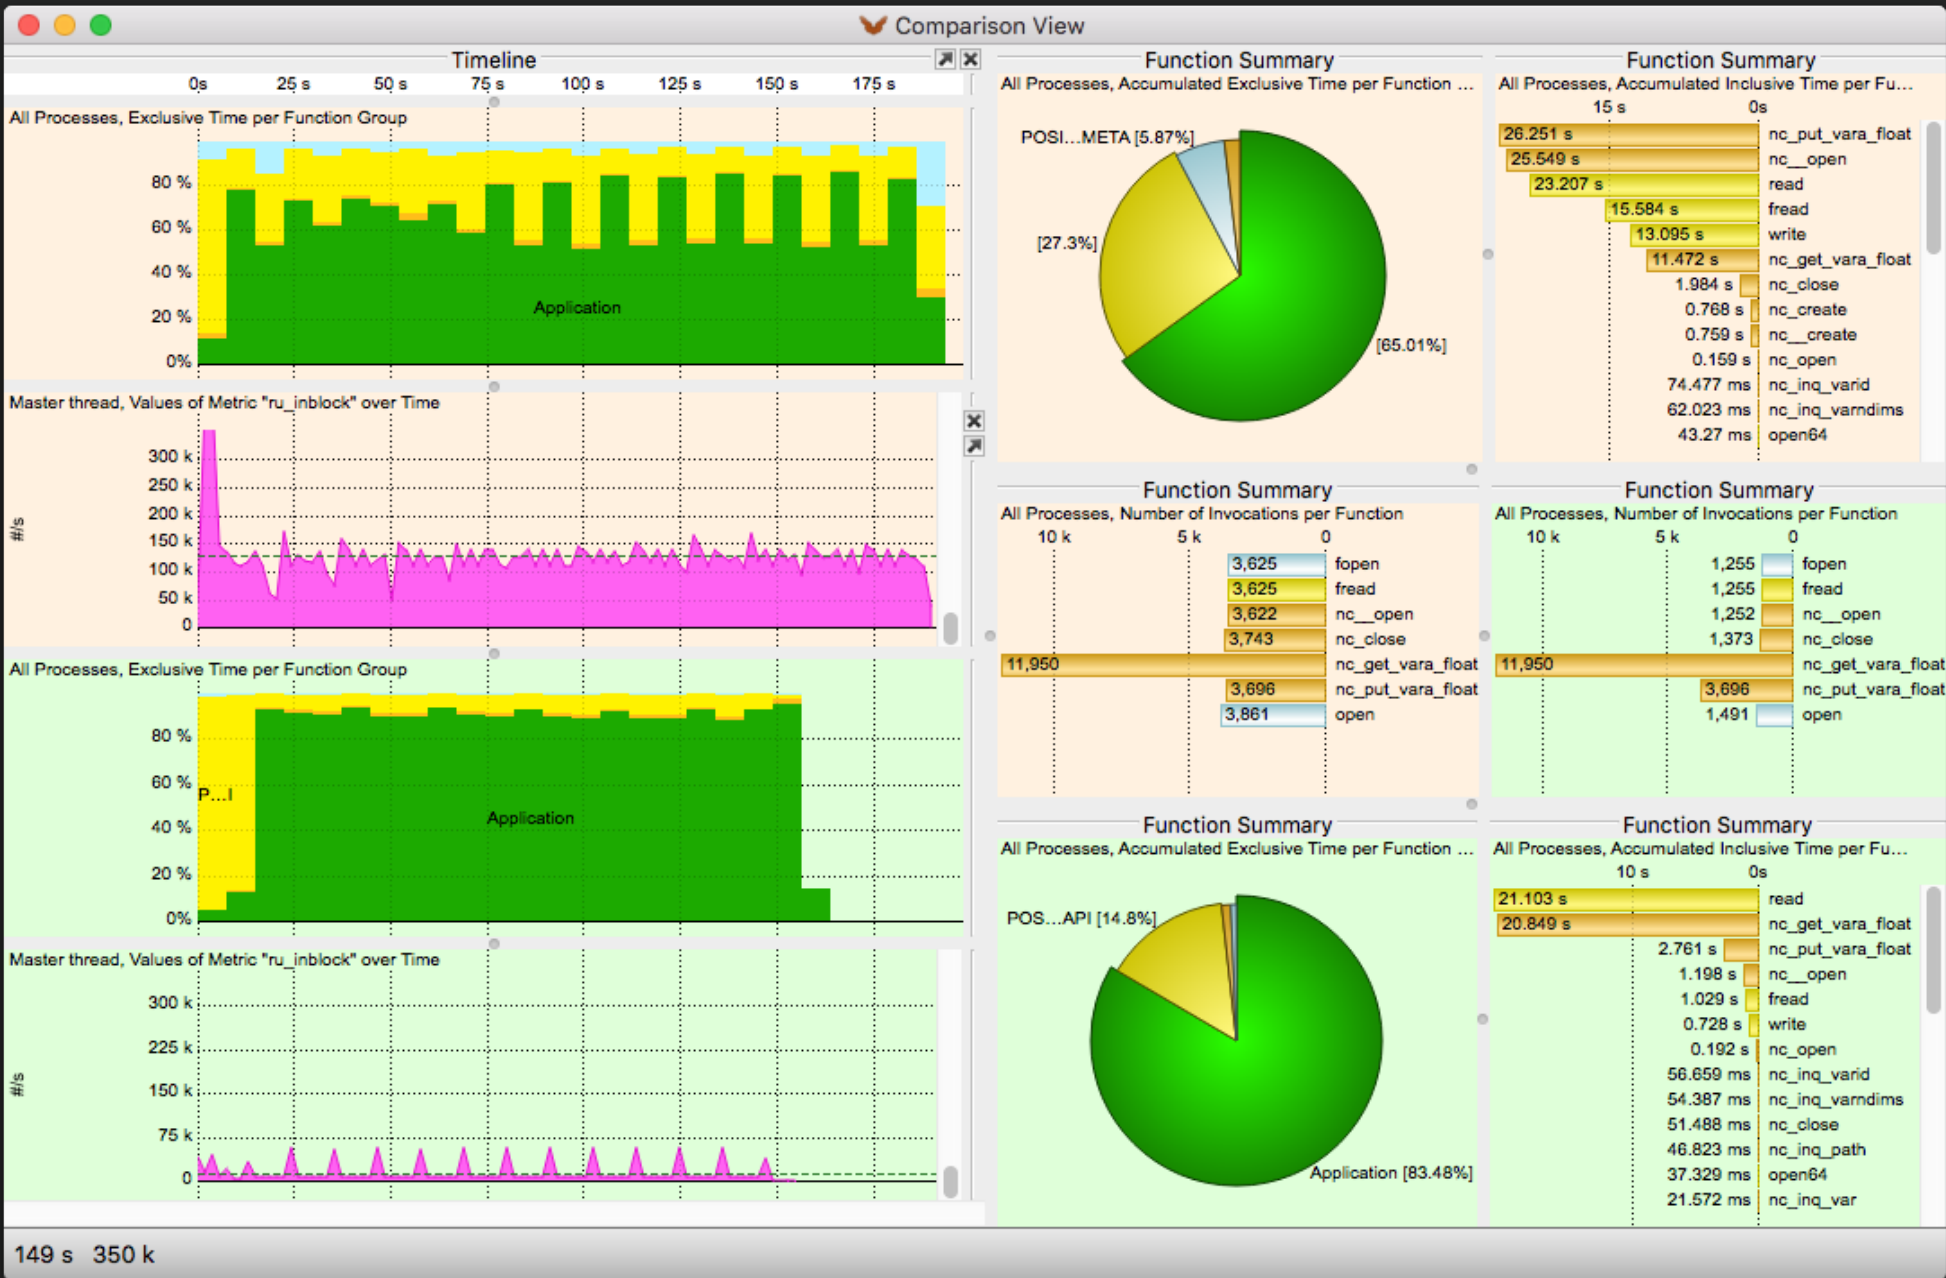 Comparison View
Timeline
0s 25 s 50 s 75 s 100 s 125 s 150 s 175 s
All Processes, Exclusive Time per Function Group
80 %
60 %
40 %
20 %
0%
Application
Master thread, Values of Metric "ru_inblock" over Time
300 k
250 k
200 k
150 k
100 k
50 k
0
#/s
All Processes, Exclusive Time per Function Group
80 %
60 %
40 %
20 %
0%
P...I
Application
Master thread, Values of Metric "ru_inblock" over Time
300 k
225 k
150 k
75 k
0
#/s
Function Summary
All Processes, Accumulated Exclusive Time per Function ...
POSI...META [5.87%]
[27.3%]
[65.01%]
Function Summary
All Processes, Accumulated Inclusive Time per Fu...
15 s 0s
26.251 s nc_put_vara_float
25.549 s nc__open
23.207 s read
15.584 s fread
13.095 s write
11.472 s nc_get_vara_float
1.984 s nc_close
0.768 s nc_create
0.759 s nc__create
0.159 s nc_open
74.477 ms nc_inq_varid
62.023 ms nc_inq_varndims
43.27 ms open64
Function Summary
All Processes, Number of Invocations per Function
10 k 5 k 0
3,625 fopen
3,625 fread
3,622 nc__open
3,743 nc_close
11,950 nc_get_vara_float
3,696 nc_put_vara_float
3,861 open
Function Summary
All Processes, Number of Invocations per Function
10 k 5 k 0
1,255 fopen
1,255 fread
1,252 nc__open
1,373 nc_close
11,950 nc_get_vara_float
3,696 nc_put_vara_float
1,491 open
Function Summary
All Processes, Accumulated Exclusive Time per Function ...
POS...API [14.8%]
Application [83.48%]
Function Summary
All Processes, Accumulated Inclusive Time per Fu...
10 s 0s
21.103 s read
20.849 s nc_get_vara_float
2.761 s nc_put_vara_float
1.198 s nc__open
1.029 s fread
0.728 s write
0.192 s nc_open
56.659 ms nc_inq_varid
54.387 ms nc_inq_varndims
51.488 ms nc_close
46.823 ms nc_inq_path
37.329 ms open64
21.572 ms nc_inq_var
149 s 350 k